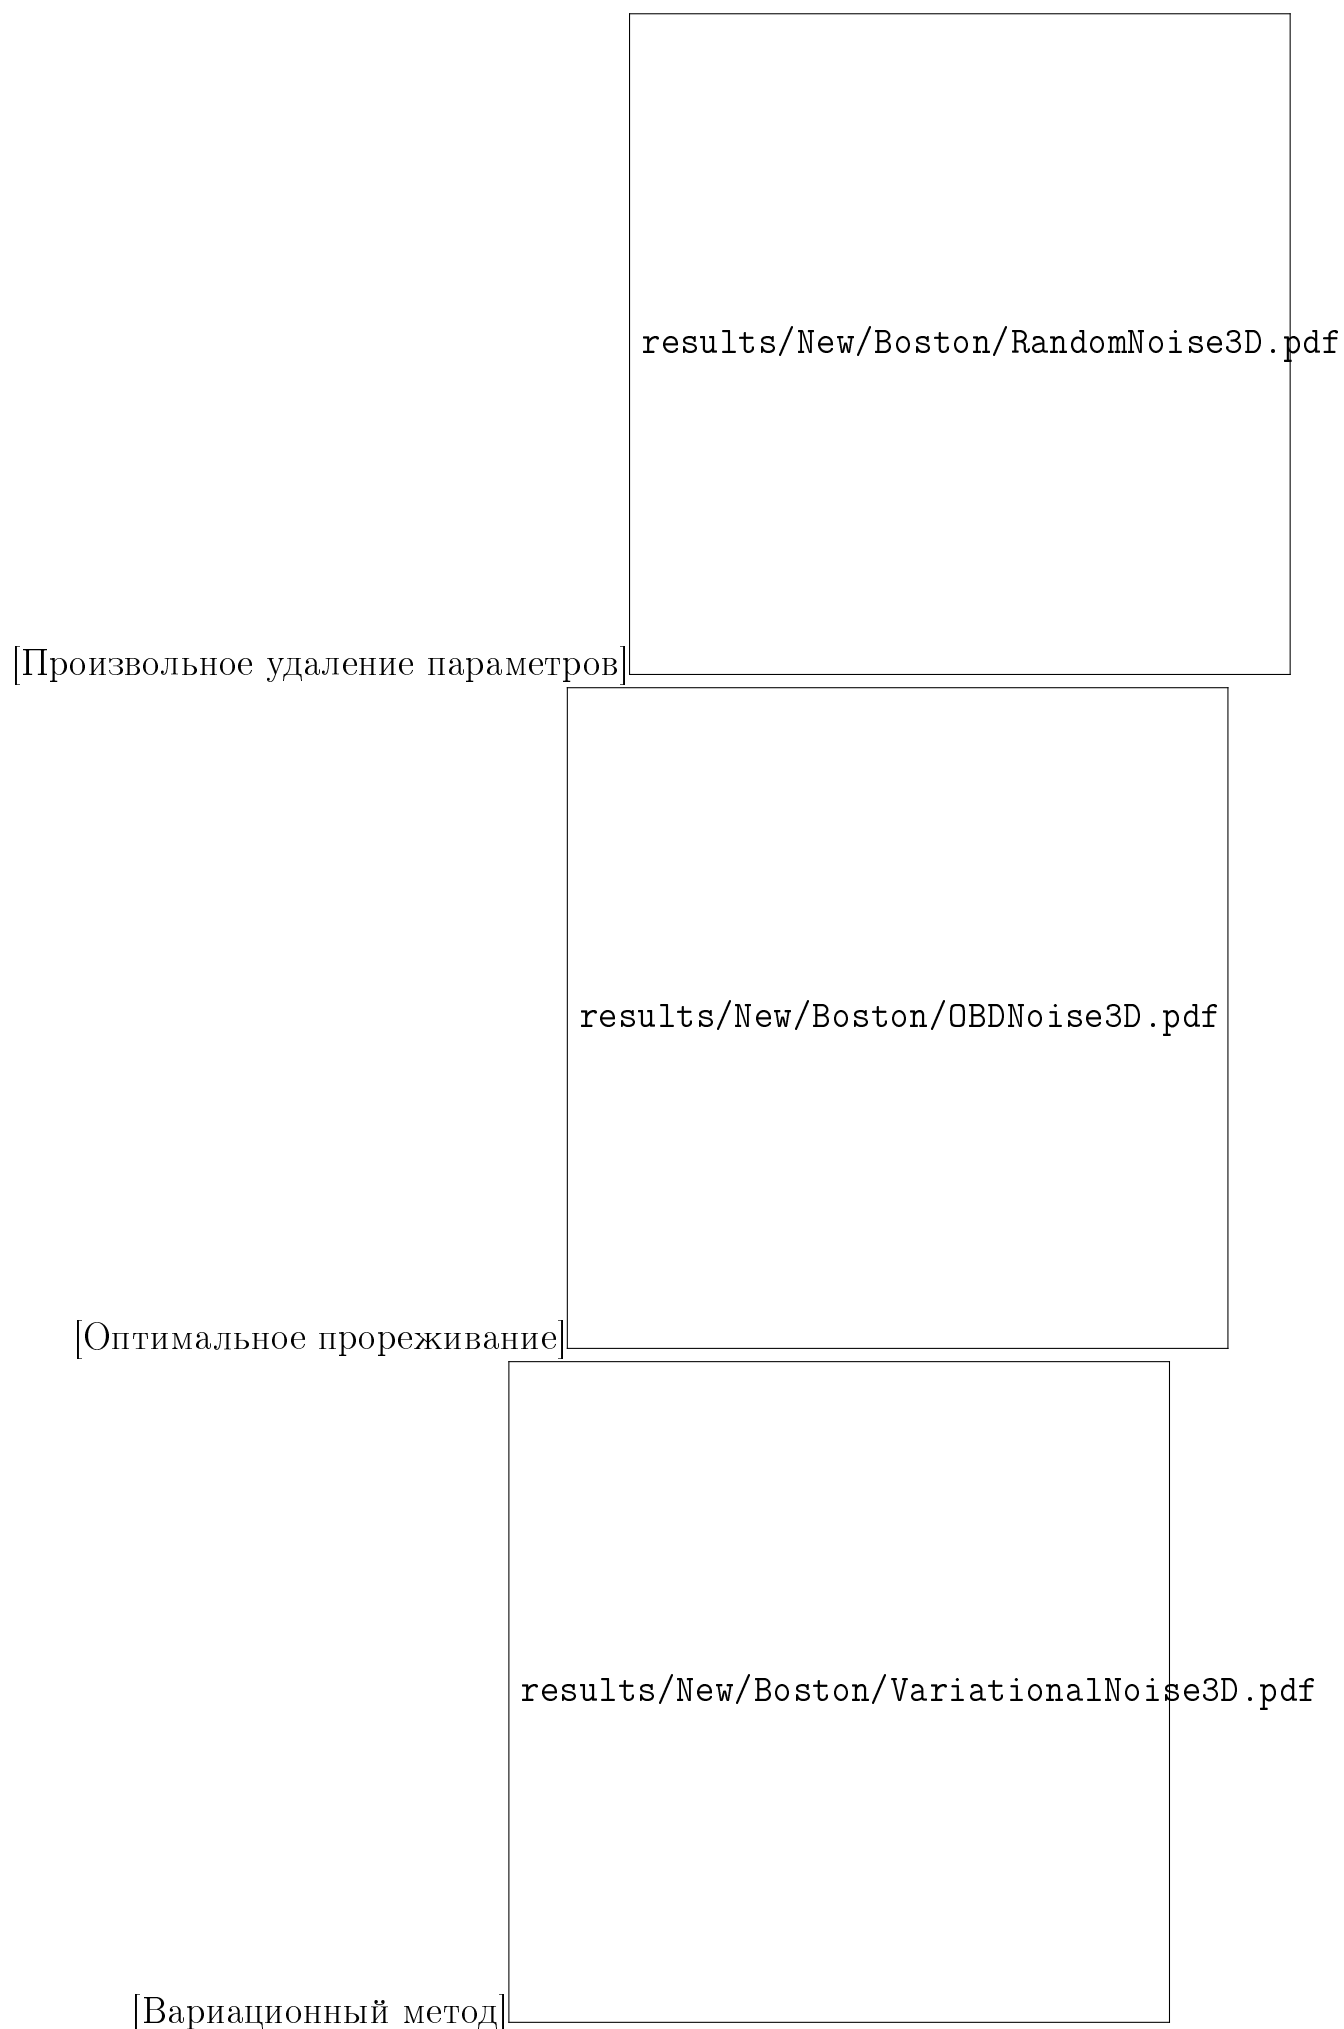 results/New/Boston/RandomNoise3D.pdf
[Произвольное удаление параметров]
results/New/Boston/OBDNoise3D.pdf
[Оптимальное прореживание]
results/New/Boston/VariationalNoise3D.pdf
[Вариационный метод]